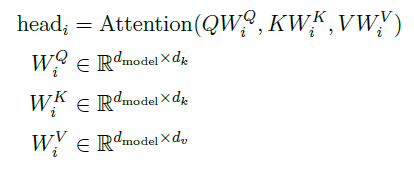 headᵢ = Attention(QWᵢ^Q, KWᵢ^K, VWᵢ^V)
Wᵢ^Q ∈ ℝ^{d_model×d_k}
Wᵢ^K ∈ ℝ^{d_model×d_k}
Wᵢ^V ∈ ℝ^{d_model×d_v}